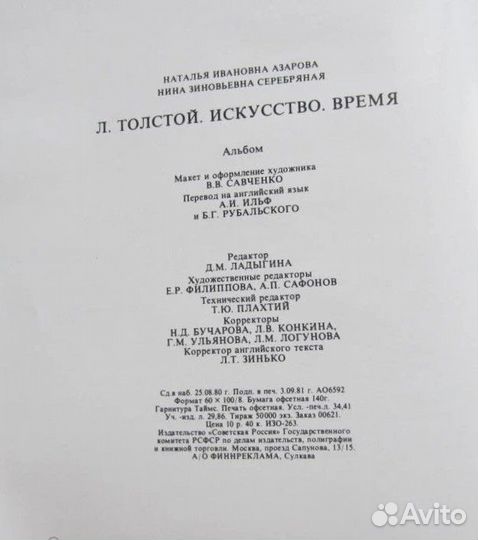 НАТАЛЬЯ ИВАНОВНА АЗАРОВА
НИНА ЗИНОВЬЕВНА СЕРЕБРЯНАЯ
Л. ТОЛСТОЙ. ИСКУССТВО. ВРЕМЯ
Альбом
Макет и оформление художника
В.В. САВЧЕНКО
Перевод на английский язык
А.И. ИЛЬФ
и Б.Г. РУБАЛЬСКОГО
Редактор
Д.М. ЛАДЫГИНА
Художественные редакторы
Е.Р. ФИЛИППОВА, А.П. САФОНОВ
Технический редактор
Т.Ю. ПЛАХТИЙ
Корректоры
Н.Д. БУЧАРОВА, Л.В. КОНКИНА,
Г.М. УЛЬЯНОВА, Л.М. ЛОГУНОВА
Корректор английского текста
Л.Т. ЗИНЬКО
Сд.в наб. 25.08.80 г. Подп. в печ. 3.09.81 г. АО6592
Формат 60 × 100/8. Бумага офсетная 140г.
Гарнитура Таймс. Печать офсетная. Усл. -печ.л. 34,41
Уч. -изд. л. 29,86. Тираж 50000 экз. Заказ 00621.
Цена 10 р. 40 к. ИЗО-263.
Издательство «Советская Россия» Государственного
комитета РСФСР по делам издательств, полиграфии
и книжной торговли. Москва, проезд Сапунова, 13/15.
А/О ФИННРЕКЛАМА, Сулкава
Avito